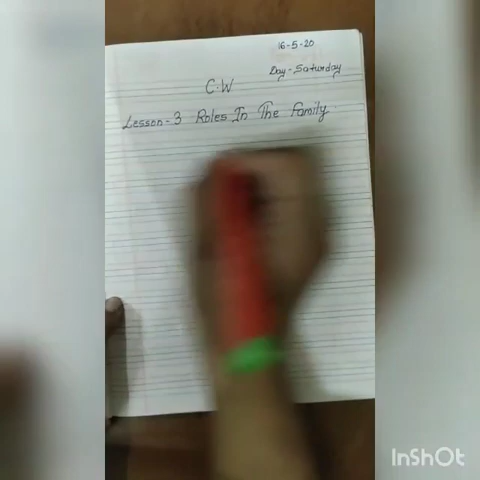 16-5-20
Day-Saturday
C.W
Lesson-3 Roles In The Family
InShOt